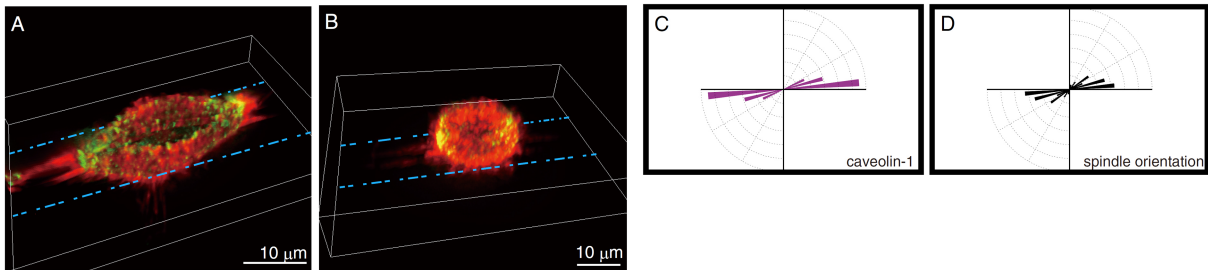 A
10 μm
B
10 μm
C
caveolin-1
D
spindle orientation